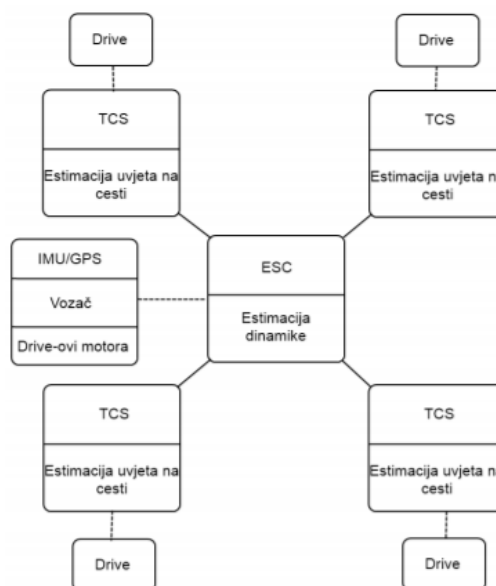 Drive
Drive
TCS
TCS
Estimacija uvjeta na
cesti
Estimacija uvjeta n
cesti
IMU/GPS
Vozač
Drive-ovi motora
ESC
Estimacija
dinamike
TCS
TCS
Estimacija uvjeta na
cesti
Estimacija uvjeta n
cesti
Drive
Drive